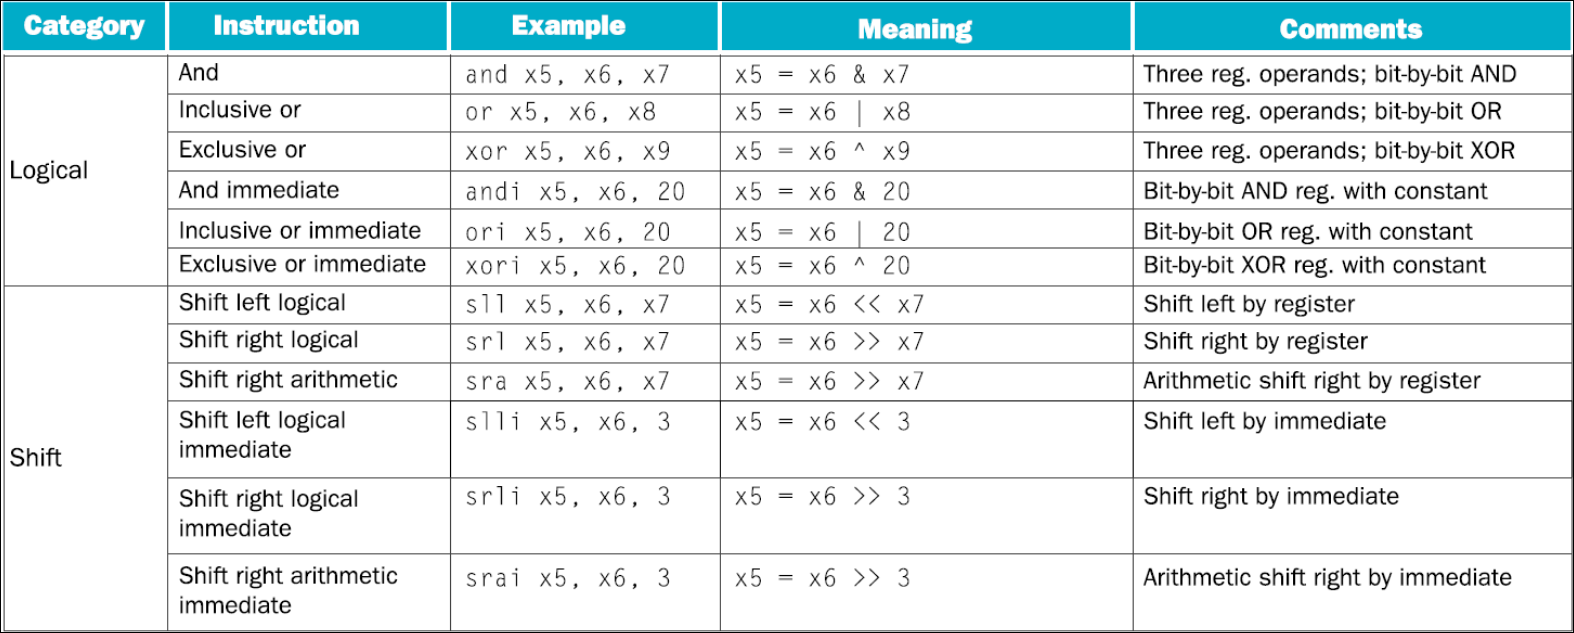 Category Instruction Example Meaning Comments
And and x5, x6, x7 x5 = x6 & x7 Three reg. operands; bit-by-bit AND
Inclusive or or x5, x6, x8 x5 = x6 | x8 Three reg. operands; bit-by-bit OR
Exclusive or xor x5, x6, x9 x5 = x6 ^ x9 Three reg. operands; bit-by-bit XOR
Logical
And immediate andi x5, x6, 20 x5 = x6 & 20 Bit-by-bit AND reg. with constant
Inclusive or immediate ori x5, x6, 20 x5 = x6 | 20 Bit-by-bit OR reg. with constant
Exclusive or immediate xori x5, x6, 20 x5 = x6 ^ 20 Bit-by-bit XOR reg. with constant
Shift left logical sll x5, x6, x7 x5 = x6 << x7 Shift left by register
Shift right logical srl x5, x6, x7 x5 = x6 >> x7 Shift right by register
Shift right arithmetic sra x5, x6, x7 x5 = x6 >> x7 Arithmetic shift right by register
Shift left logical slli x5, x6, 3 x5 = x6 << 3 Shift left by immediate
immediate
Shift
Shift right logical srli x5, x6, 3 x5 = x6 >> 3 Shift right by immediate
immediate
Shift right arithmetic srai x5, x6, 3 x5 = x6 >> 3 Arithmetic shift right by immediate
immediate